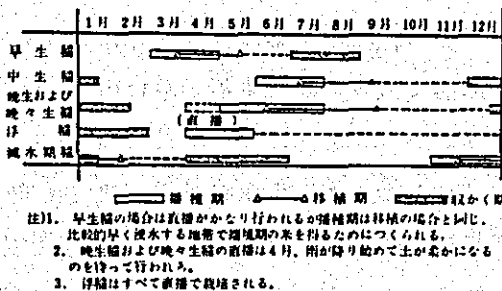 1月 2月 3月 4月 5月 6月 7月 8月 9月 10月 11月 12月
早生稲
中生稲
晩生および
晩々生稲
(直播)
浮稲
減水期稲
播種期 移植期 収かく期
注)1. 早生稲の場合は直播がかなり行われるが播種期は移植の場合と同じ.
比較的早く浸水する地帯で端境期の米を得るためにつくられる.
2. 晩生稲および晩々生稲の直播は4月, 雨が降り始めて土が柔かになる
のを待って行われる.
3. 浮稲はすべて直播で栽培される.